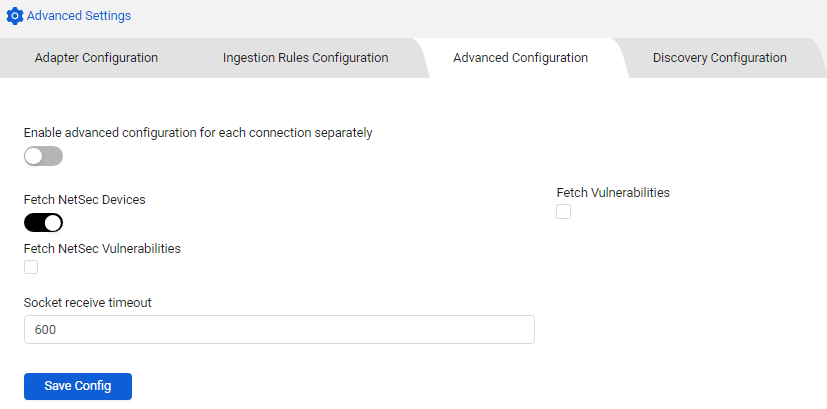 Advanced Settings
Adapter Configuration
Ingestion Rules Configuration
Advanced Configuration
Discovery Configuration
Enable advanced configuration for each connection separately
Fetch NetSec Devices
Fetch Vulnerabilities
Fetch NetSec Vulnerabilities
Socket receive timeout
600
Save Config